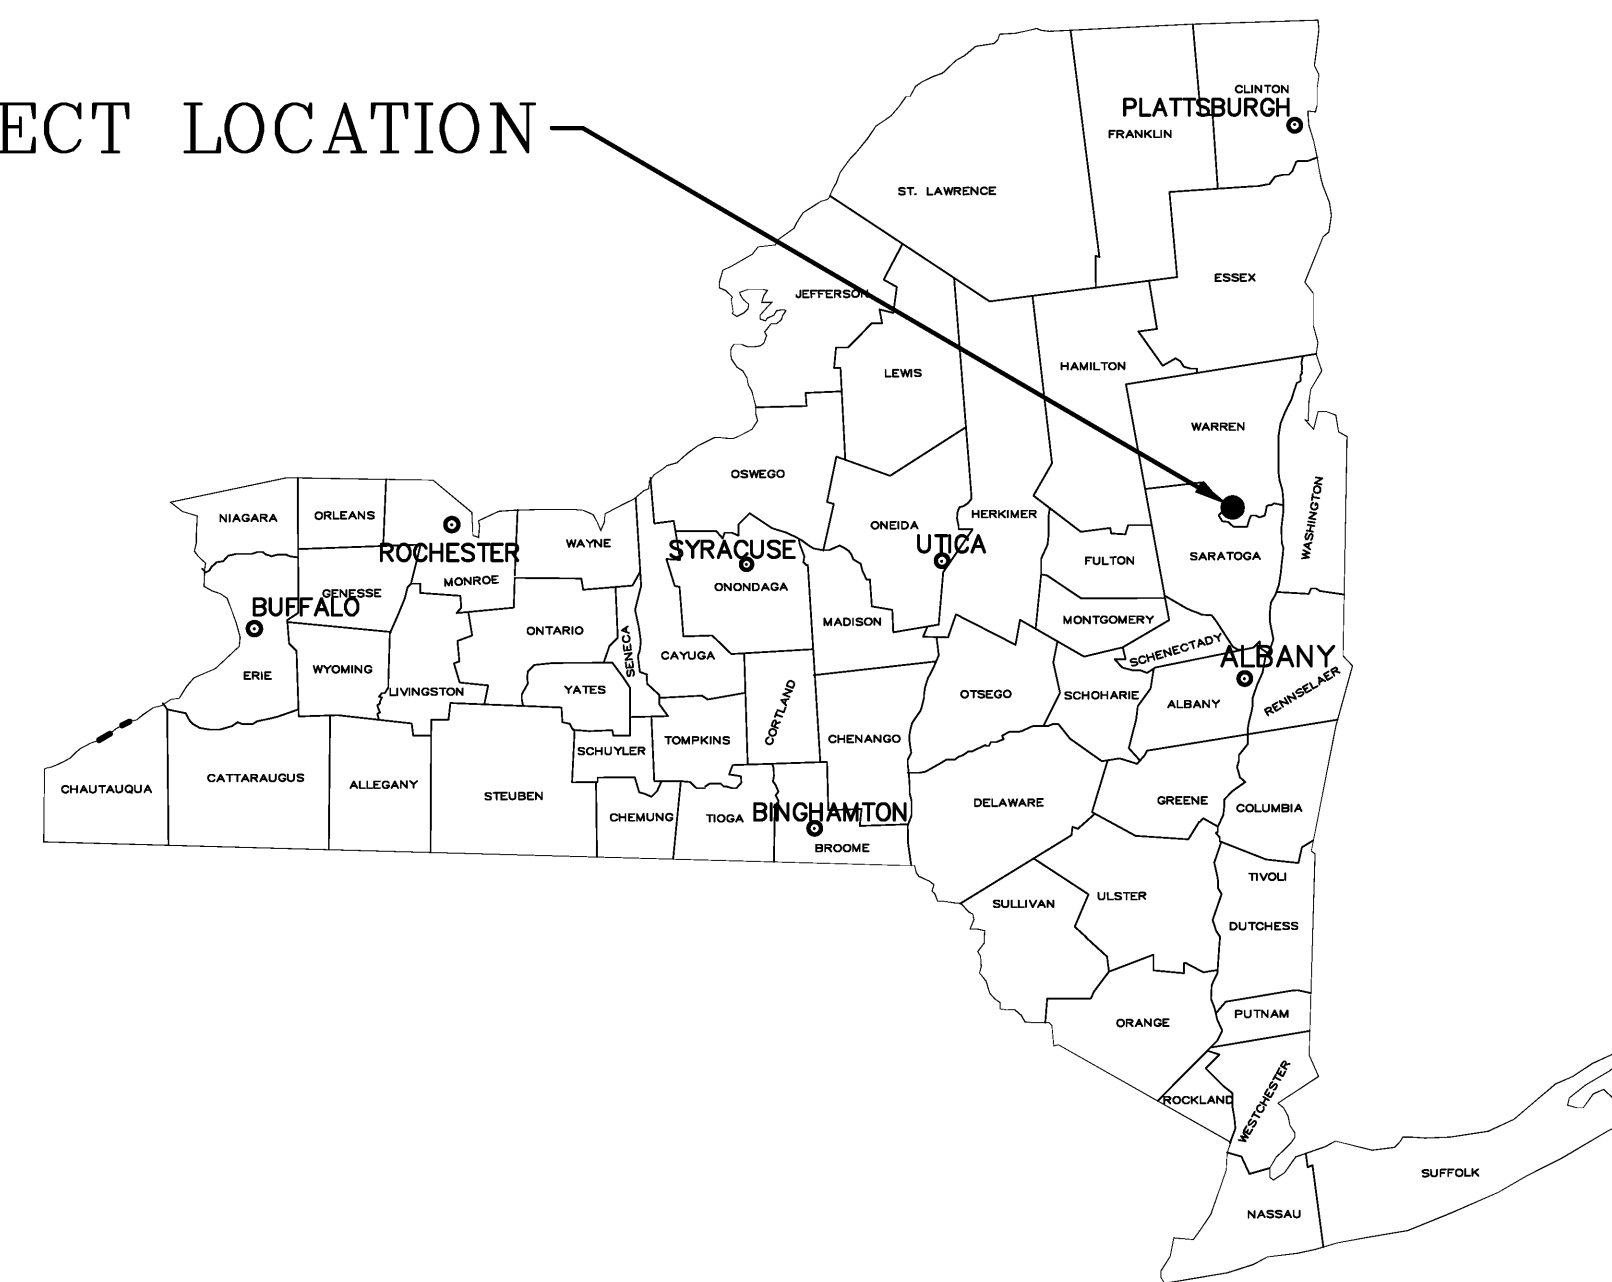 ECT LOCATION
CLINTON
PLATTSBURGH
FRANKLIN
ST. LAWRENCE
ESSEX
JEFFERSON
HAMILTON
LEWIS
WARREN
OSWEGO
WASHINGTON
NIAGARA
ORLEANS
HERKIMER
ONEIDA
WAYNE
UTICA
SYRACUSE
ROCHESTER
SARATOGA
FULTON
MONROE
ONONDAGA
GENESSE
BUFFALO
MONTGOMERY
MADISON
ONTARIO
SENECA
SCHENECTADY
ALBANY
CAYUGA
WYOMING
ERIE
LIVINGSTON
YATES
OTSEGO
SCHOHARIE
ALBANY
RENNSELAER
CORTLAND
TOMPKINS
CHENANGO
SCHUYLER
CATTARAUGUS
ALLEGANY
CHAUTAUQUA
STEUBEN
DELAWARE
GREENE
COLUMBIA
CHEMUNG
TIOGA
BINGHAMTON
BROOME
TIVOLI
ULSTER
SULLIVAN
DUTCHESS
PUTNAM
ORANGE
ROCKLAND
WESTCHESTER
SUFFOLK
NASSAU